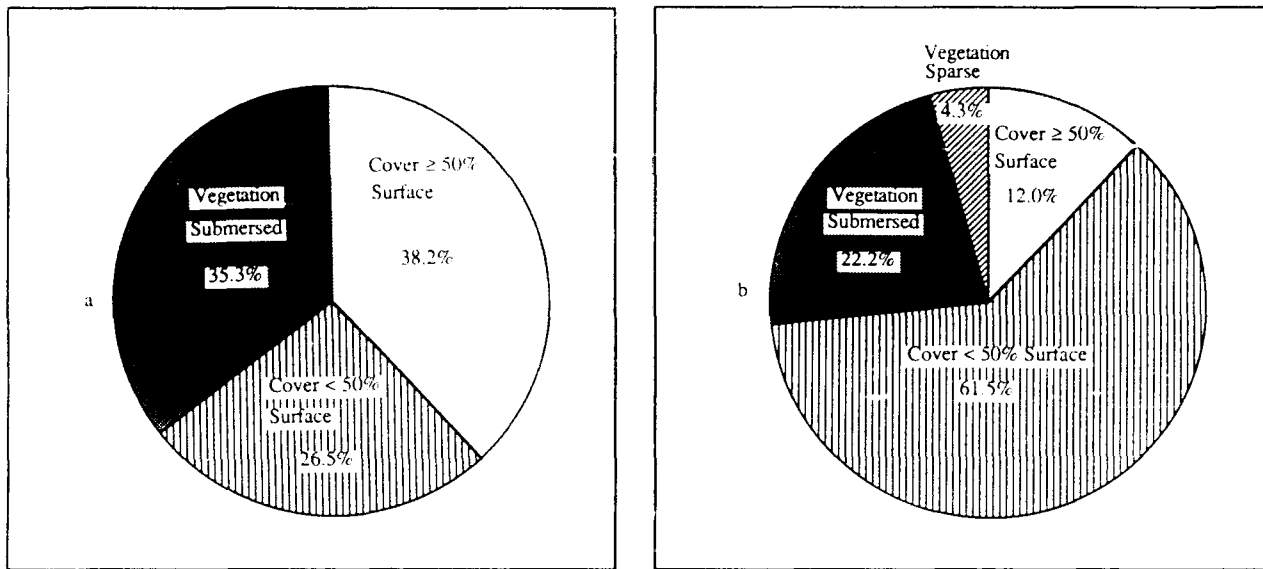 a
Cover ≥ 50%
Surface
38.2%
Vegetation
Submersed
35.3%
Cover < 50%
Surface
26.5%
b
Vegetation
Sparse
4.3%
Cover ≥ 50%
Surface
12.0%
Vegetation
Submersed
22.2%
Cover < 50% Surface
61.5%